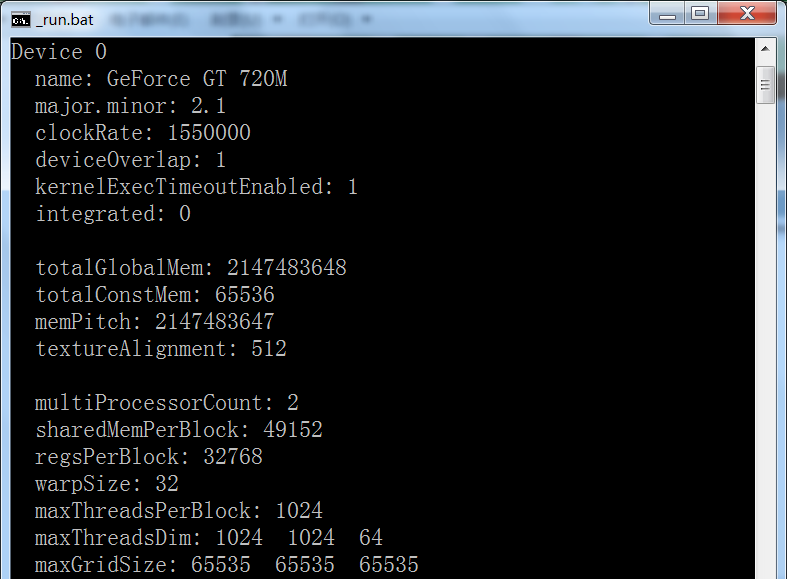 _run.bat
Device 0
name: GeForce GT 720M
major.minor: 2.1
clockRate: 1550000
deviceOverlap: 1
kernelExecTimeoutEnabled: 1
integrated: 0
totalGlobalMem: 2147483648
totalConstMem: 65536
memPitch: 2147483647
textureAlignment: 512
multiProcessorCount: 2
sharedMemPerBlock: 49152
regsPerBlock: 32768
warpSize: 32
maxThreadsPerBlock: 1024
maxThreadsDim: 1024 1024 64
maxGridSize: 65535 65535 65535